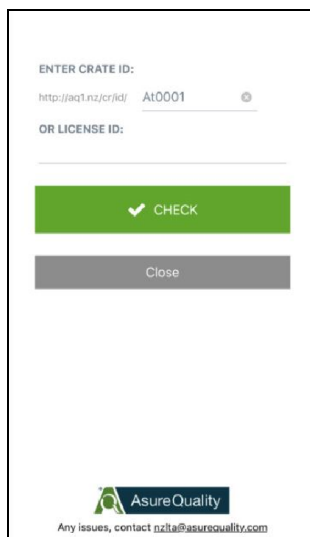 ENTER CRATE ID:
http://aq1.nz/cr/id/ At0001
OR LICENSE ID:
CHECK
Close
AsureQuality
Any issues, contact nzlta@asurequality.com